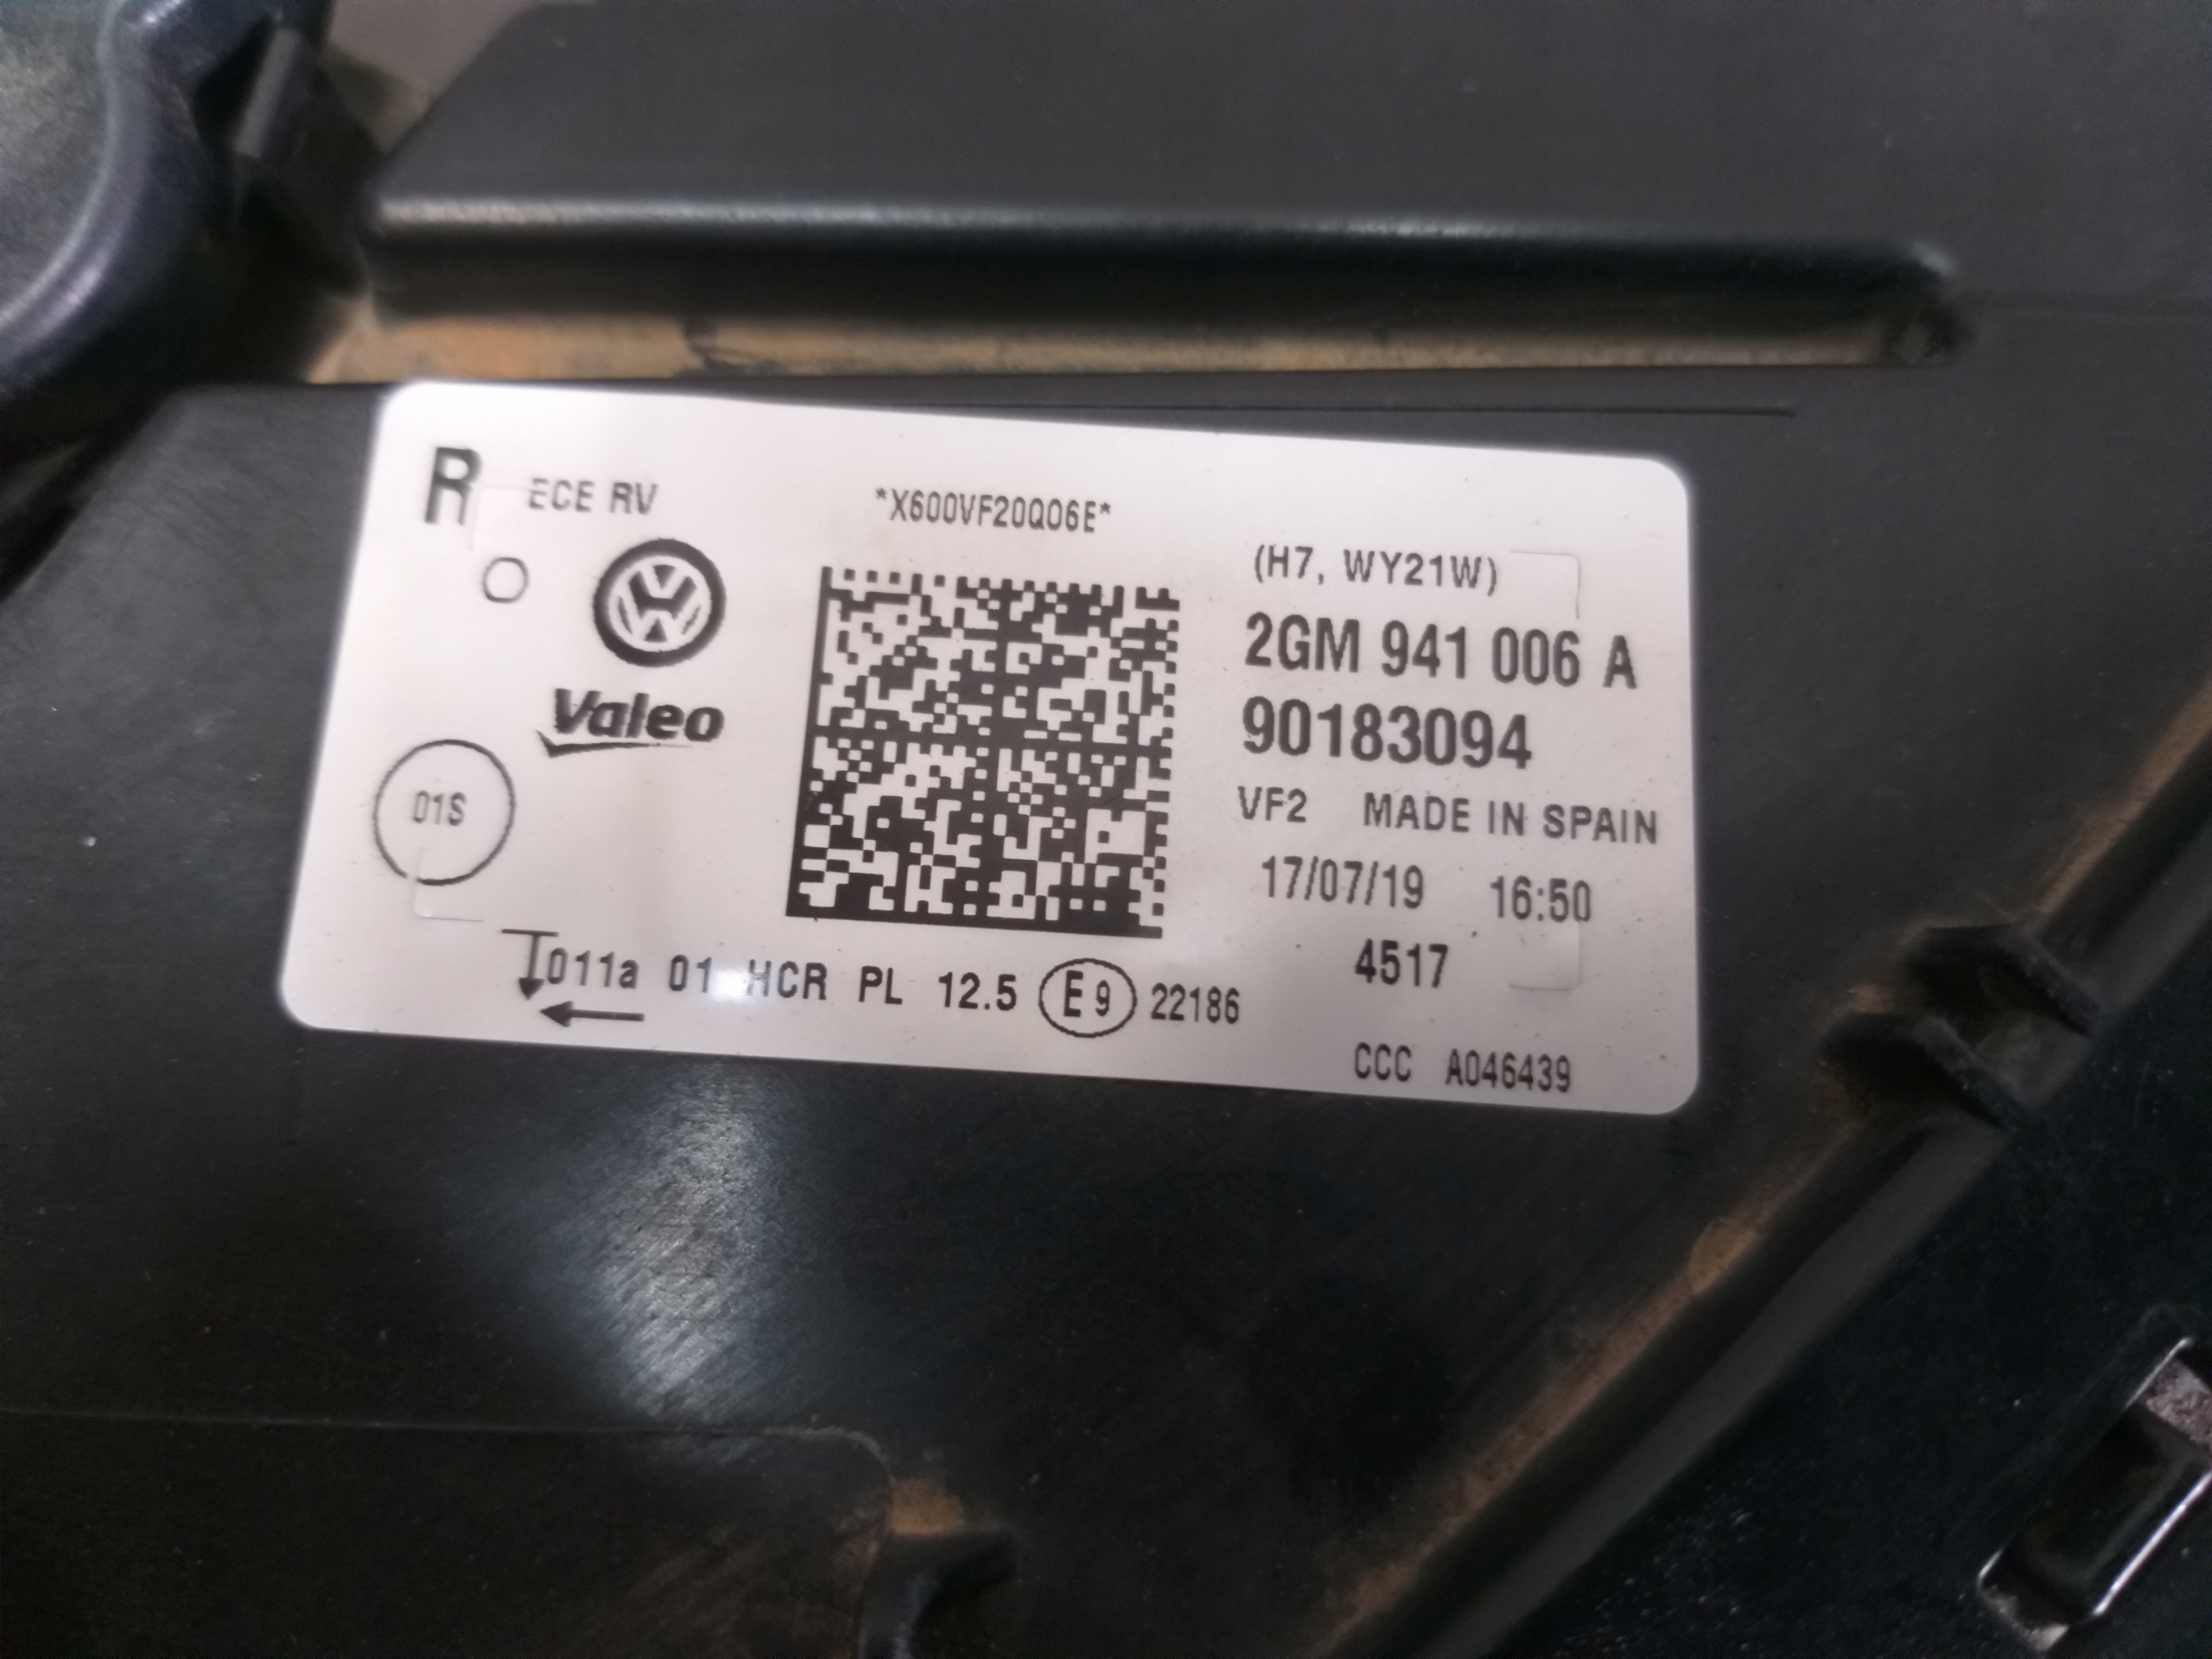 R ECE RV
*X600VF20Q06E*
(H7, WY21W)
Valeo
2GM 941 006 A
90183094
01S
VF2 MADE IN SPAIN
17/07/19 16:50
4517
011a 01 HCR PL 12.5 E9 22186
CCC A046439